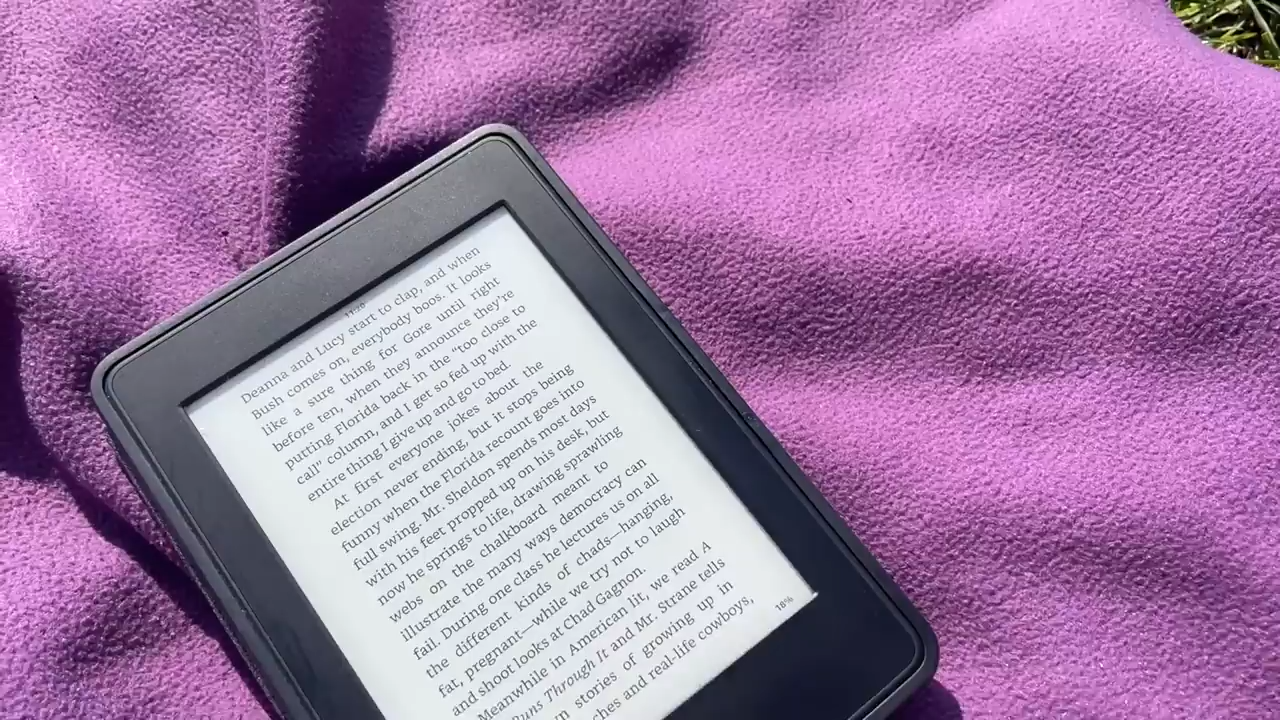 11:20
Deanna and Lucy start to clap, and when
Bush comes on, everybody boos. It looks
like a sure thing for Gore until right
before ten, when they announce they're
putting Florida back in the "too close to
call" column, and I get so fed up with the
entire thing I give up and go to bed.
At first everyone jokes about the
election never ending, but it stops being
funny when the Florida recount goes into
full swing. Mr. Sheldon spends most days
with his feet propped up on his desk, but
now he springs to life, drawing sprawling
webs on the chalkboard meant to
illustrate the many ways democracy can
fail. During one class he lectures us on all
the different kinds of chads—hanging,
fat, pregnant—while we try not to laugh
and shoot looks at Chad Gagnon.
Meanwhile in American lit, we read A
Runs Through It and Mr. Strane tells
stories of growing up in
and real-life cowboys,
18%